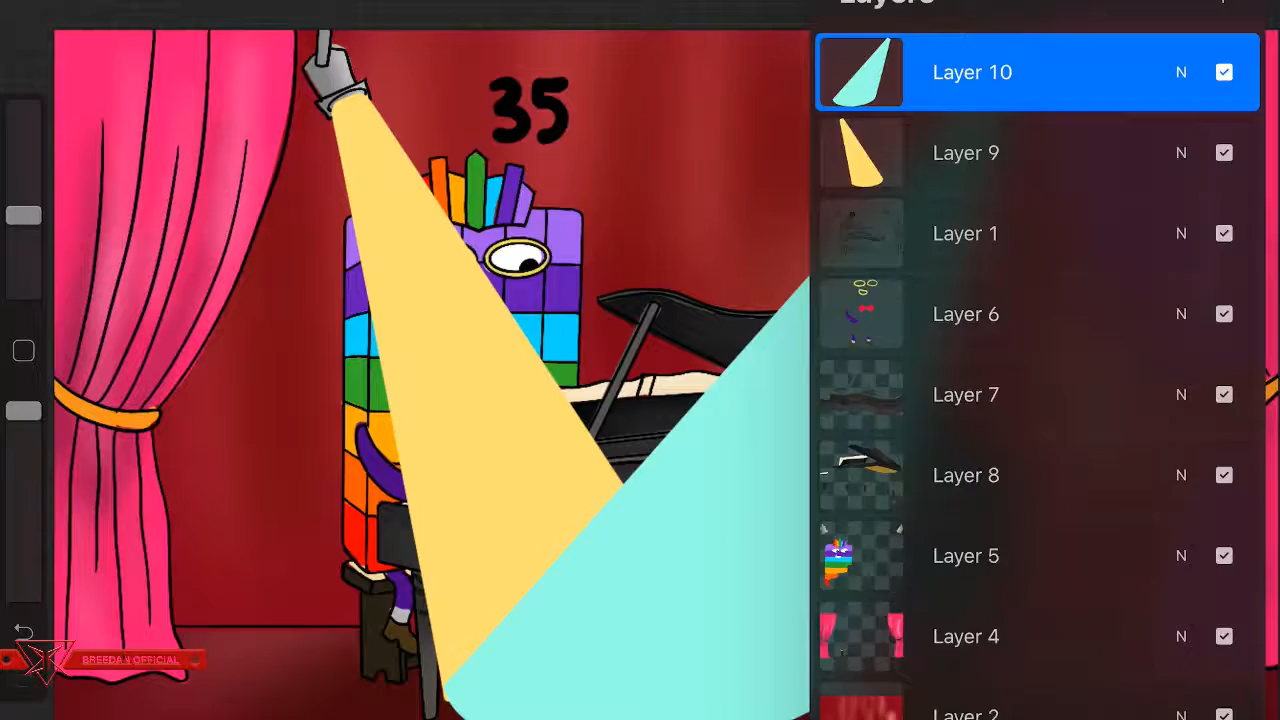 Layers
35
Layer 10
N
Layer 9
N
Layer 1
N
Layer 6
N
Layer 7
N
Layer 8
N
Layer 5
N
Layer 4
N
Layer 2
BREEDAN OFFICIAL